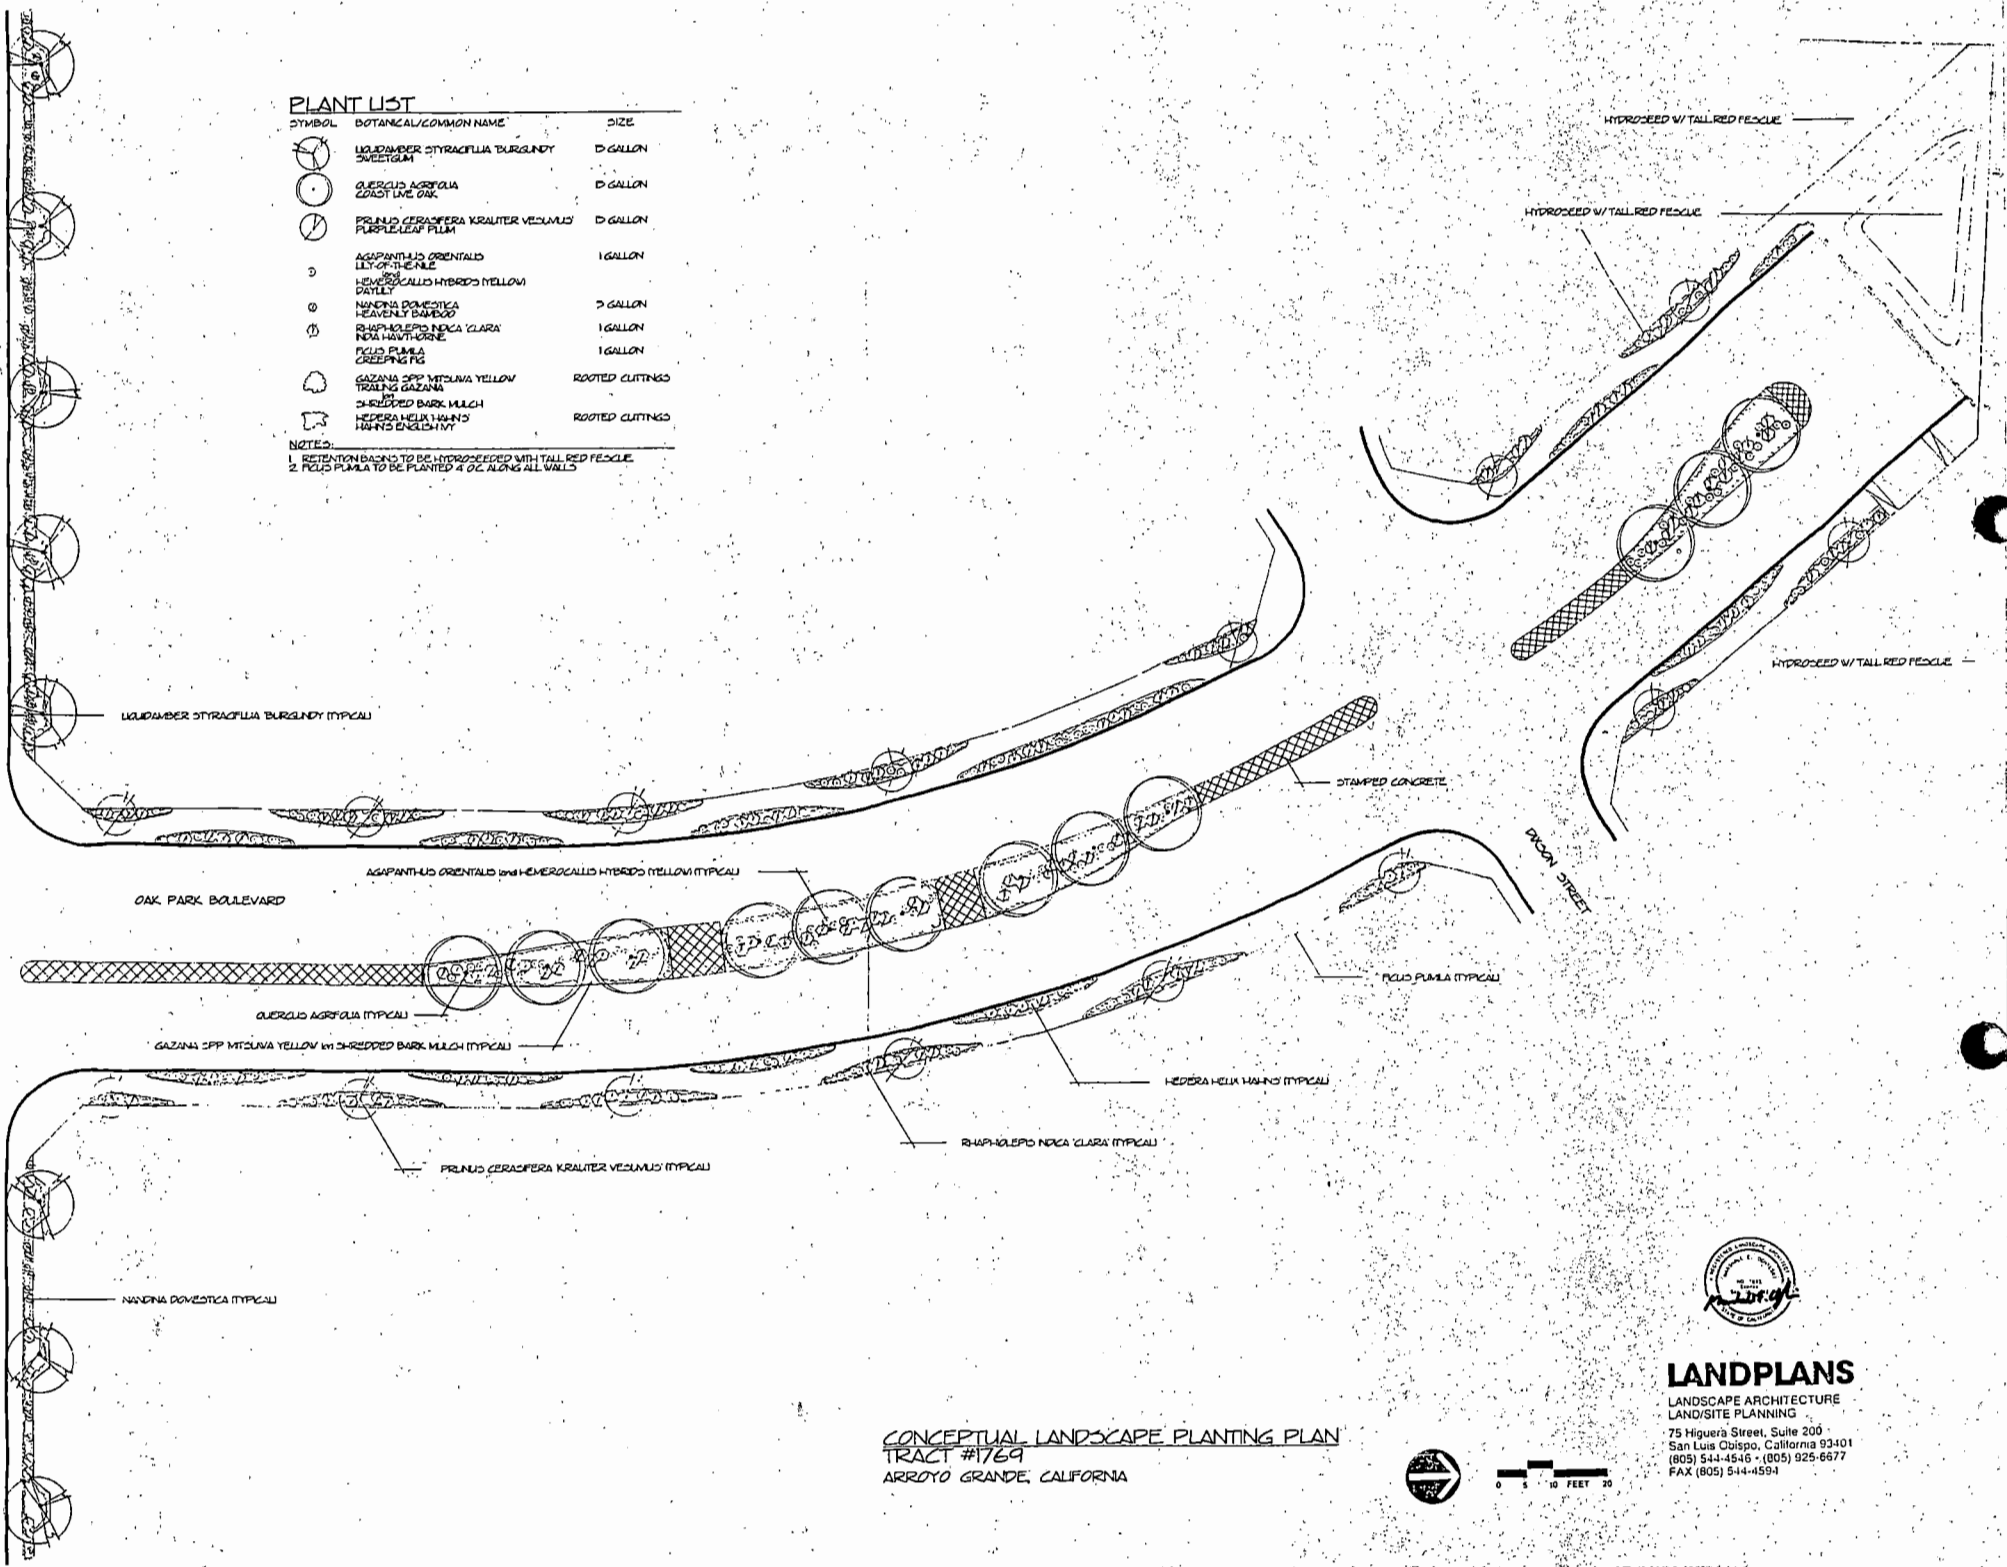 PLANT LIST
SYMBOL BOTANICAL/COMMON NAME SIZE
LIQUIDAMBER STYRACIFLUA 'BURGUNDY' 15 GALLON
SWEETGUM
QUERCUS AGRIFOLIA 15 GALLON
COAST LIVE OAK
PRUNUS CERASIFERA 'KRAUTER VESUVIUS' 15 GALLON
PURPLE-LEAF PLUM
AGAPANTHUS ORIENTALIS 1 GALLON
LILY-OF-THE-NILE
(and)
HEMEROCALLIS HYBRIDS (YELLOW)
DAYLILY
NANDINA DOMESTICA 5 GALLON
HEAVENLY BAMBOO
RHAPHIOLEPIS INDICA 'CLARA' 1 GALLON
INDIA HAWTHORNE
FICUS PUMILA 1 GALLON
CREEPING FIG
GAZANIA SPP MITSUWA YELLOW ROOTED CUTTINGS
TRAILING GAZANIA
(in)
SHREDDED BARK MULCH
HEDERA HELIX 'HAHN'S' ROOTED CUTTINGS
HAHN'S ENGLISH IVY
NOTES:
1. RETENTION BASINS TO BE HYDROSEEDED WITH TALL RED FESCUE
2. FICUS PUMILA TO BE PLANTED 4' O.C. ALONG ALL WALLS
HYDROSEED W/ TALL RED FESCUE
HYDROSEED W/ TALL RED FESCUE
HYDROSEED W/ TALL RED FESCUE
LIQUIDAMBER STYRACIFLUA 'BURGUNDY' (TYPICAL)
STAMPED CONCRETE
DIXSON STREET
AGAPANTHUS ORIENTALIS (and) HEMEROCALLIS HYBRIDS (YELLOW) (TYPICAL)
OAK PARK BOULEVARD
FICUS PUMILA (TYPICAL)
QUERCUS AGRIFOLIA (TYPICAL)
GAZANIA SPP MITSUWA YELLOW (in) SHREDDED BARK MULCH (TYPICAL)
HEDERA HELIX 'HAHN'S' (TYPICAL)
RHAPHIOLEPIS INDICA 'CLARA' (TYPICAL)
PRUNUS CERASIFERA 'KRAUTER VESUVIUS' (TYPICAL)
NANDINA DOMESTICA (TYPICAL)
LANDPLANS
LANDSCAPE ARCHITECTURE
LAND/SITE PLANNING
75 Higuera Street, Suite 200
San Luis Obispo, California 93401
(805) 544-4546 • (805) 925-6677
FAX (805) 544-4594
CONCEPTUAL LANDSCAPE PLANTING PLAN
TRACT #1769
ARROYO GRANDE, CALIFORNIA
0 5 10 FEET 20